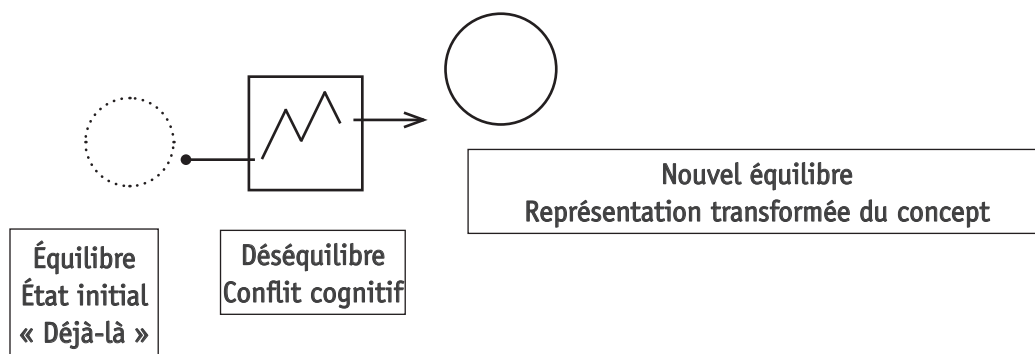 Équilibre
État initial
« Déjà-là »
Déséquilibre
Conflit cognitif
Nouvel équilibre
Représentation transformée du concept